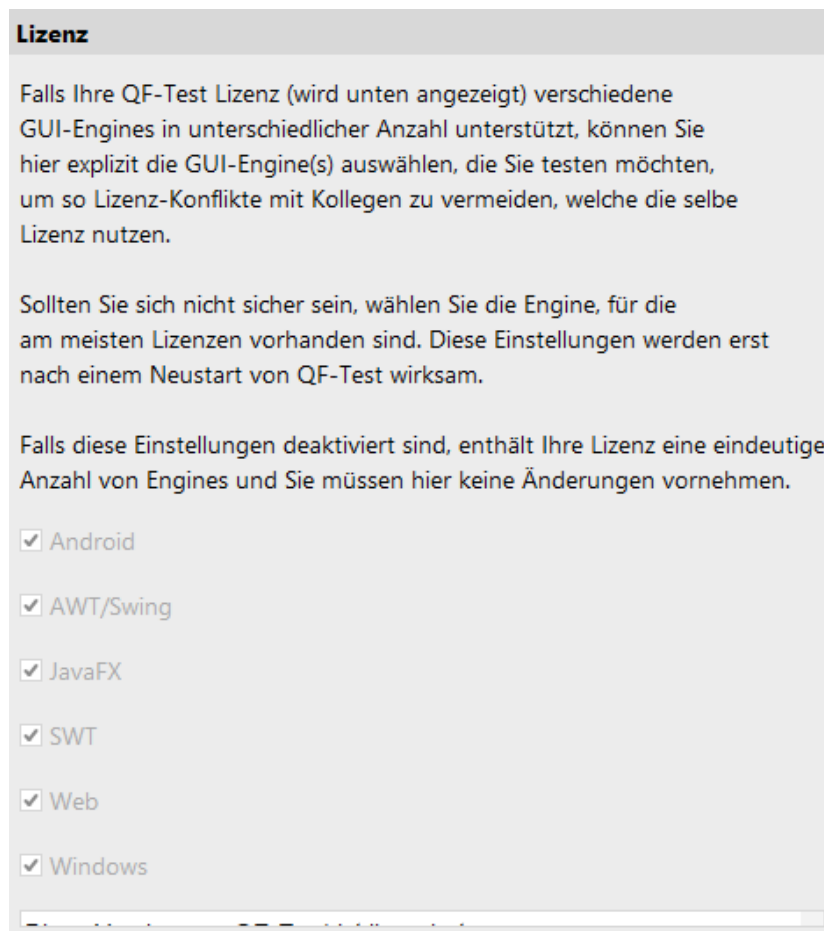 Lizenz
Falls Ihre QF-Test Lizenz (wird unten angezeigt) verschiedene
GUI-Engines in unterschiedlicher Anzahl unterstützt, können Sie
hier explizit die GUI-Engine(s) auswählen, die Sie testen möchten,
um so Lizenz-Konflikte mit Kollegen zu vermeiden, welche die selbe
Lizenz nutzen.
Sollten Sie sich nicht sicher sein, wählen Sie die Engine, für die
am meisten Lizenzen vorhanden sind. Diese Einstellungen werden erst
nach einem Neustart von QF-Test wirksam.
Falls diese Einstellungen deaktiviert sind, enthält Ihre Lizenz eine eindeutige
Anzahl von Engines und Sie müssen hier keine Änderungen vornehmen.
Android
AWT/Swing
JavaFX
SWT
Web
Windows